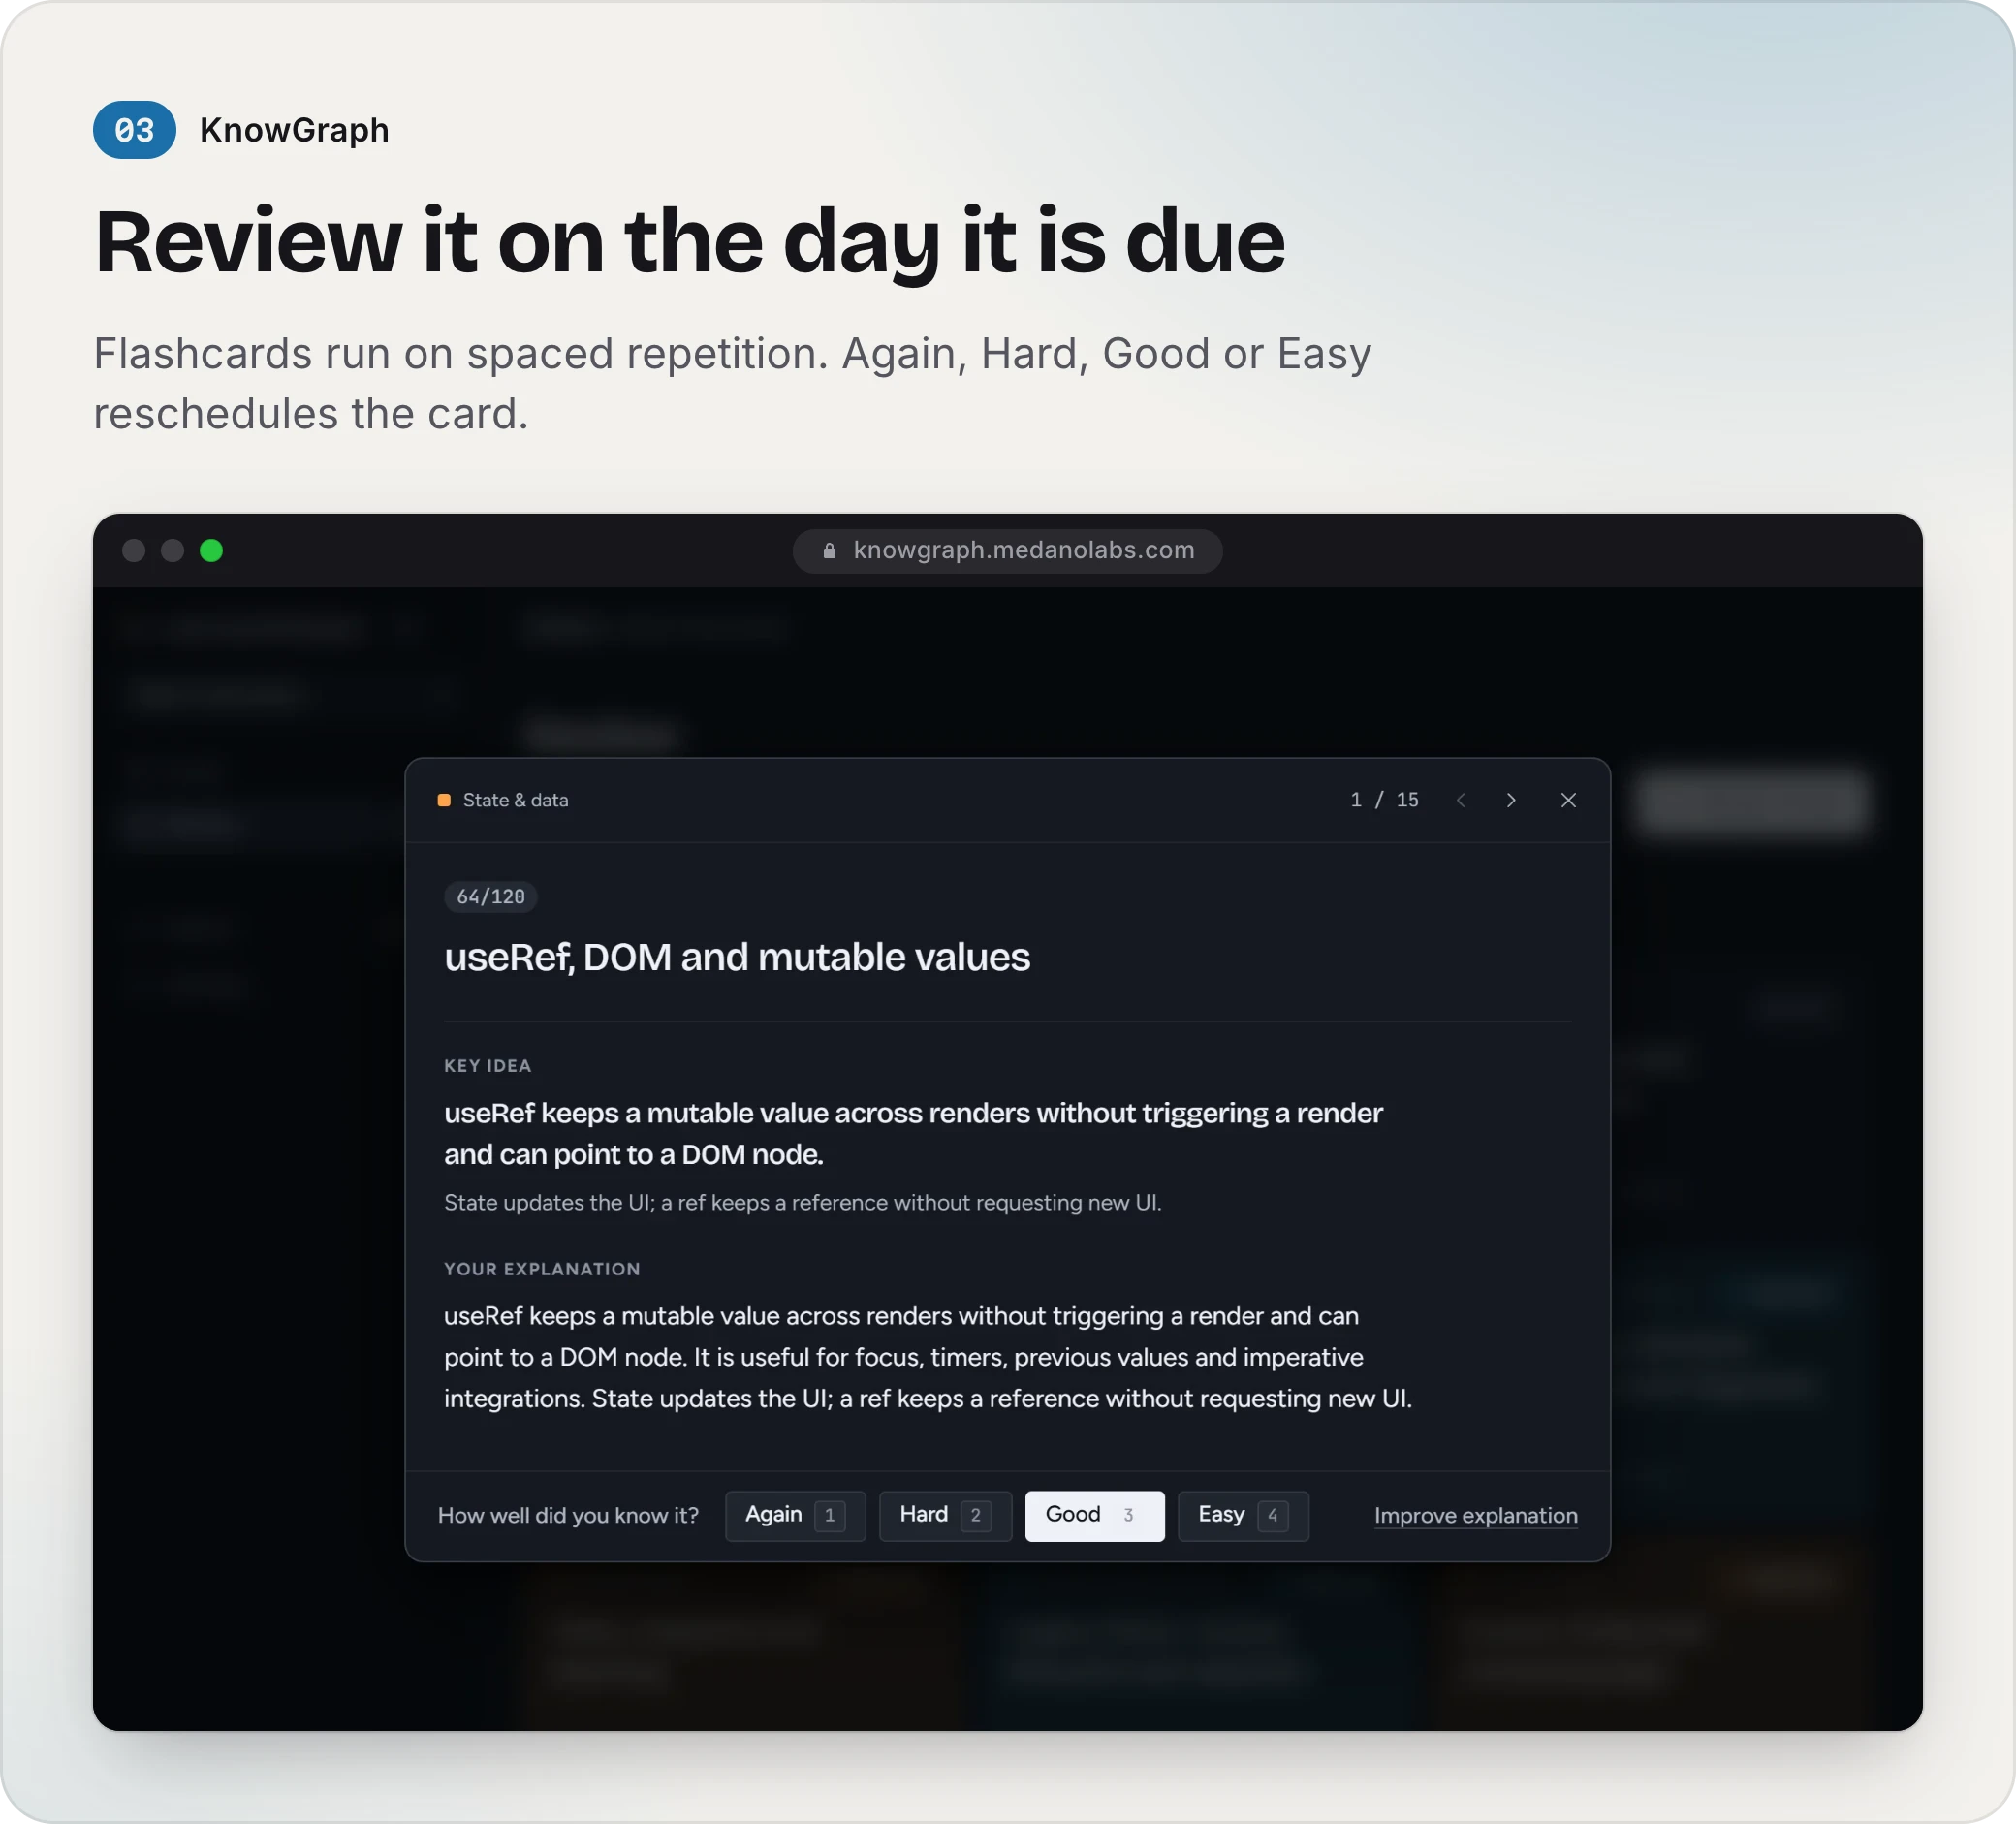 03 KnowGraph
Review it on the day it is due
Flashcards run on spaced repetition. Again, Hard, Good or Easy
reschedules the card.
knowgraph.medanolabs.com
State & data
1 / 15
64/120
useRef, DOM and mutable values
KEY IDEA
useRef keeps a mutable value across renders without triggering a render
and can point to a DOM node.
State updates the UI; a ref keeps a reference without requesting new UI.
YOUR EXPLANATION
useRef keeps a mutable value across renders without triggering a render and can
point to a DOM node. It is useful for focus, timers, previous values and imperative
integrations. State updates the UI; a ref keeps a reference without requesting new UI.
How well did you know it? Again 1 Hard 2 Good 3 Easy 4 Improve explanation